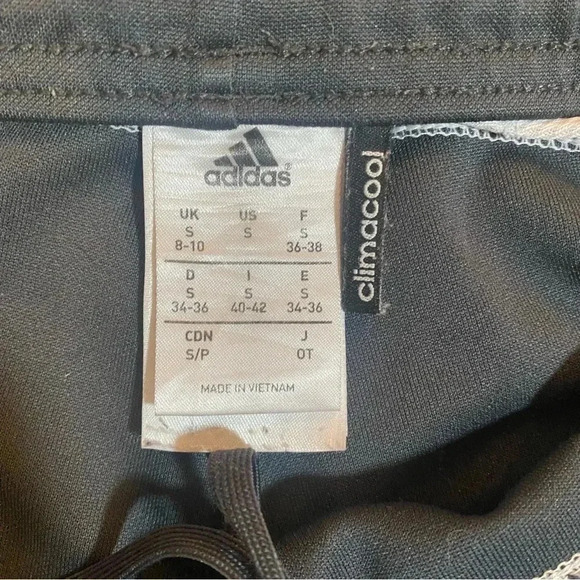 adidas
UK US F
S S S
8-10 36-38
D I E
S S S
34-36 40-42 34-36
CDN J
S/P OT
MADE IN VIETNAM
climacool